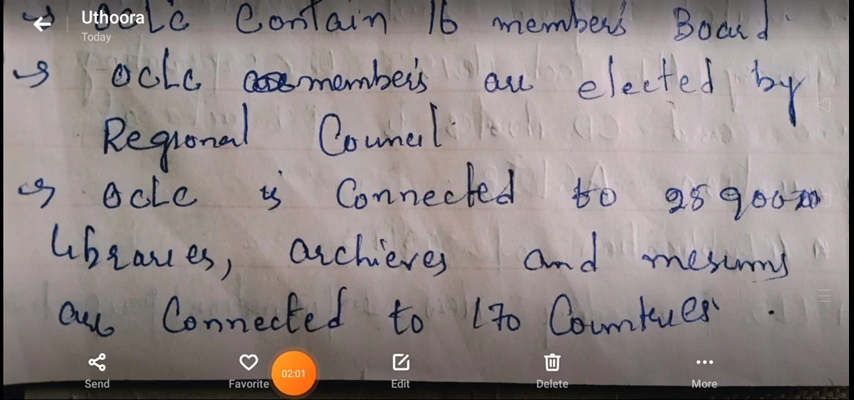 Uthoora
Today
→ OCLC Contain 16 members Board
→ OCLC members are elected by
Regional Council
→ OCLC is Connected to
libraries, archieves and mesums
are Connected to 170 Countries.
Send Favorite 02:01 Edit Delete More